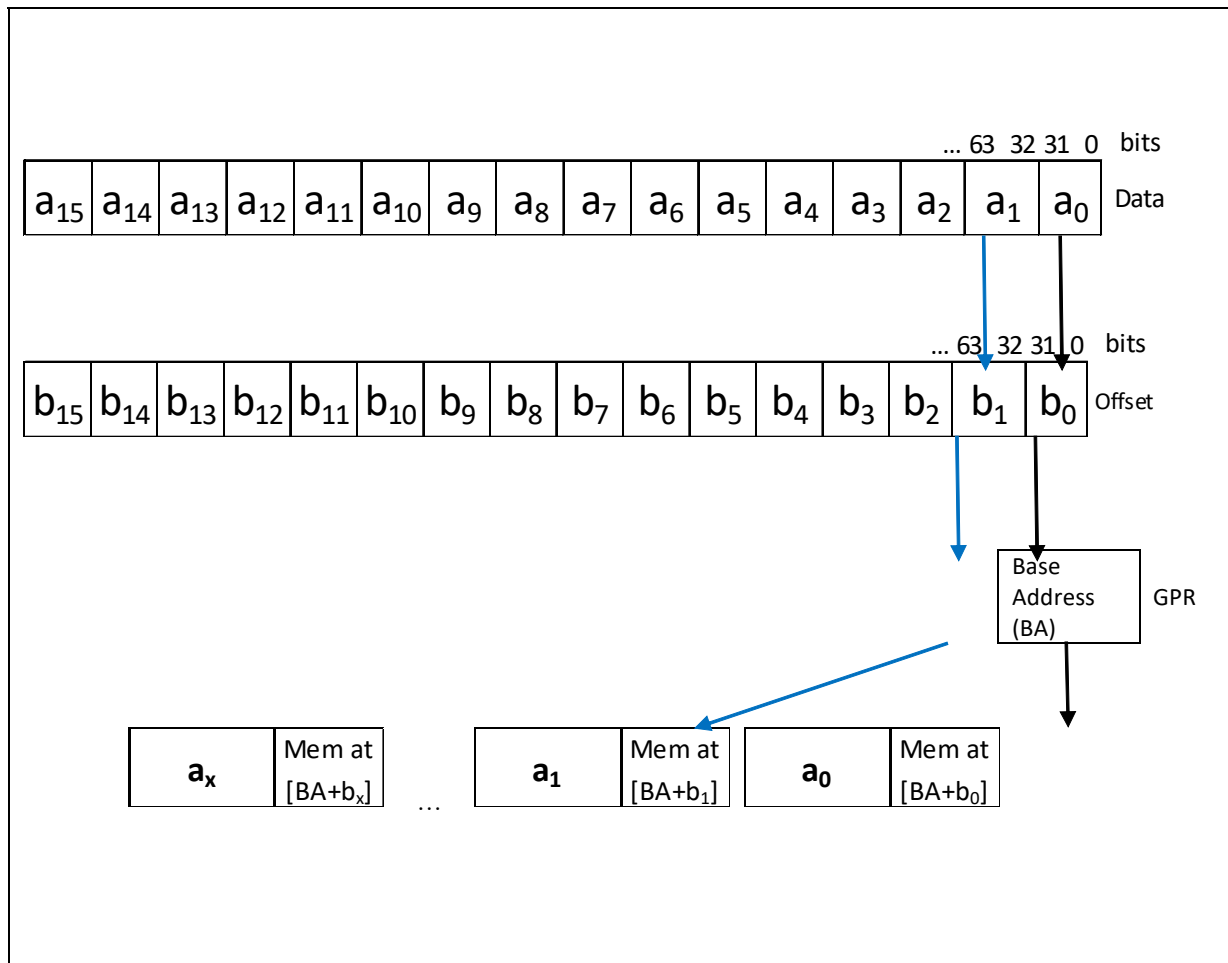 ... 63 32 31 0 bits
a15 a14 a13 a12 a11 a10 a9 a8 a7 a6 a5 a4 a3 a2 a1 a0 Data
... 63 32 31 0 bits
b15 b14 b13 b12 b11 b10 b9 b8 b7 b6 b5 b4 b3 b2 b1 b0 Offset
Base
Address GPR
(BA)
ax Mem at a1 Mem at a0 Mem at
[BA+bx] ... [BA+b1] [BA+b0]